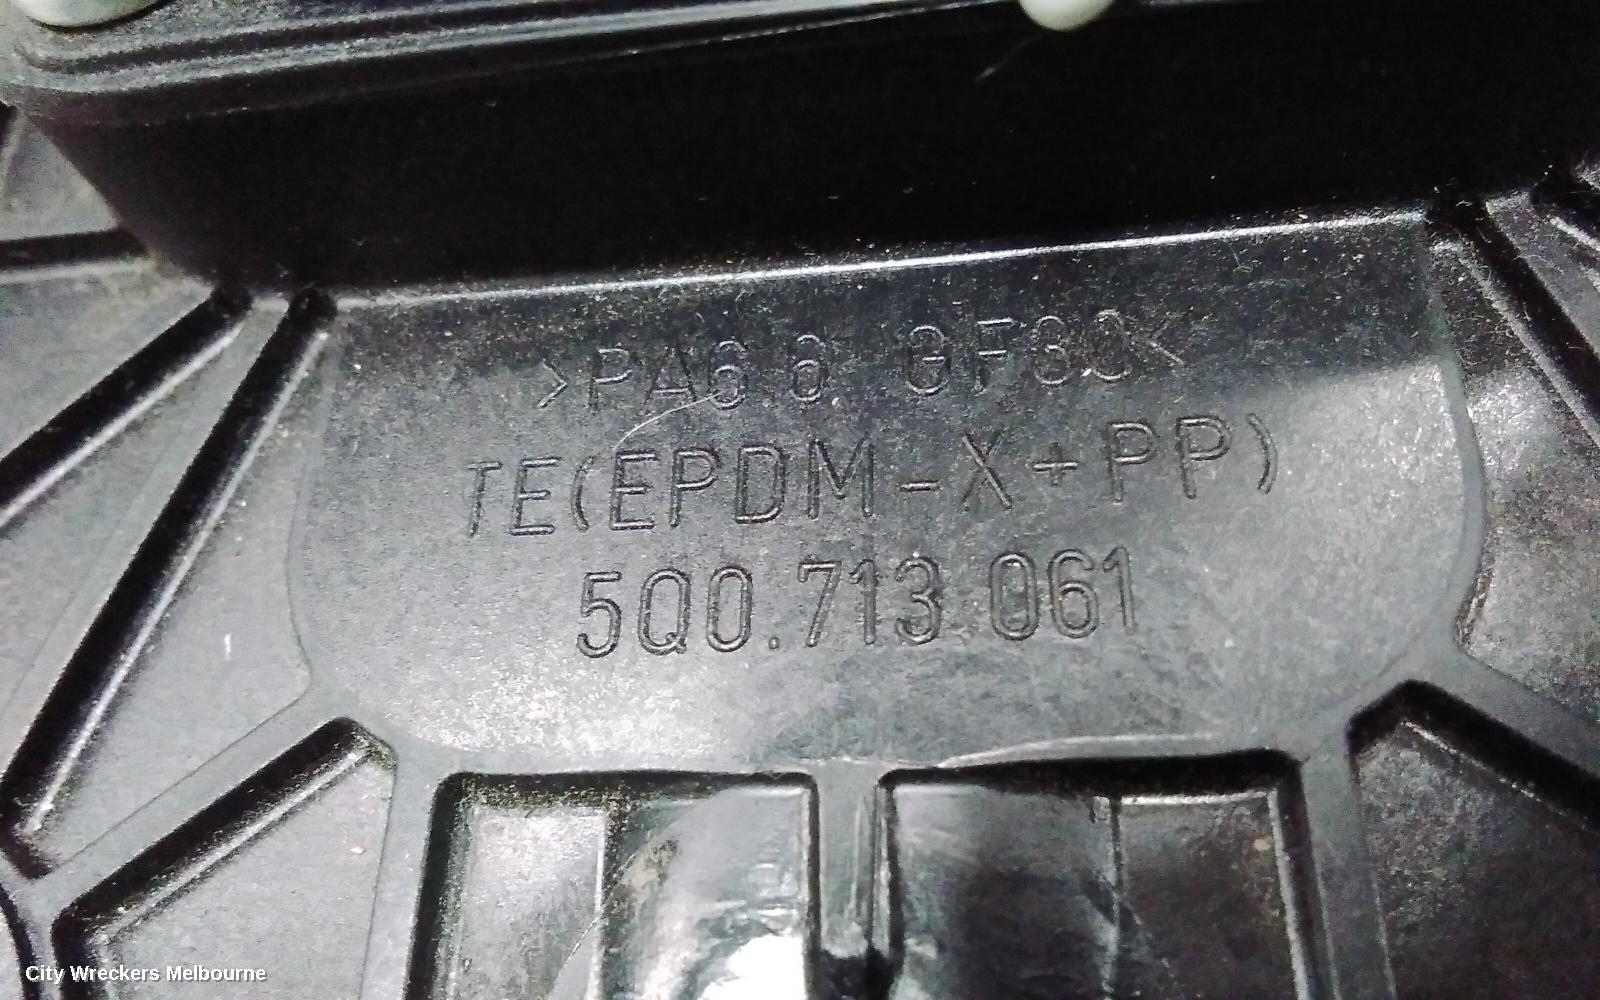 >PA6 6 GF30<
TE(EPDM-X+PP)
5Q0.713 061
City Wreckers Melbourne